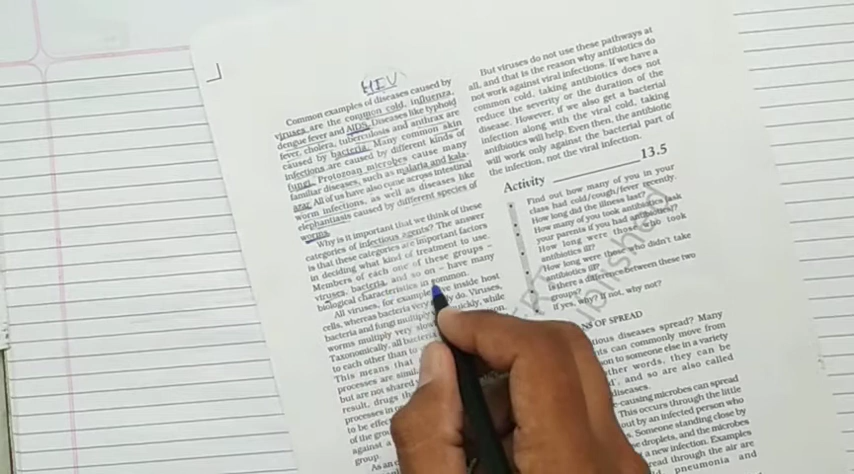 HIV
Common examples of diseases caused by
viruses are the common cold, influenza,
dengue fever and AIDS. Diseases like typhoid
fever, cholera, tuberculosis and anthrax are
caused by bacteria. Many common skin
infections are caused by different kinds of
fungi. Protozoan microbes cause many
familiar diseases, such as malaria and kala-
azar. All of us have also come across intestinal
worm infections, as well as diseases like
elephantiasis caused by different species of
worms.
Why is it important that we think of these
categories of infectious agents? The answer
is that these categories are important factors
in deciding what kind of treatment to use.
Members of each one of these groups –
viruses, bacteria, and so on – have many
biological characteristics in common.
All viruses, for example, live inside host
cells, whereas bacteria very rarely do. Viruses,
bacteria and fungi multiply very quickly, while
worms multiply very slowly
Taxonomically, all bacteria
to each other than to
This means that
processes are simil
but are not shared
result, drugs th
processes in
to be effec
of the gro
against a
group.
As an
But viruses do not use these pathways at
all, and that is the reason why antibiotics do
not work against viral infections. If we have a
common cold, taking antibiotics does not
reduce the severity or the duration of the
disease. However, if we also get a bacterial
infection along with the viral cold, taking
antibiotics will help. Even then, the antibiotic
will work only against the bacterial part of
the infection, not the viral infection.
Activity 13.5
Find out how many of you in your
class had cold/cough/fever recently.
How long did the illness last?
How many of you took antibiotics (ask
your parents if you had antibiotics)?
How long were those who took
antibiotics ill?
How long were those who didn't take
antibiotics ill?
Is there a difference between these two
groups?
If yes, why? If not, why not?
NS OF SPREAD
ious diseases spread? Many
ts can commonly move from
on to someone else in a variety
other words, they can be
d', and so are also called
diseases.
-causing microbes can spread
This occurs through the little
out by an infected person who
Someone standing close by
se droplets, and the microbes
a new infection. Examples
read through the air are
pneumonia and